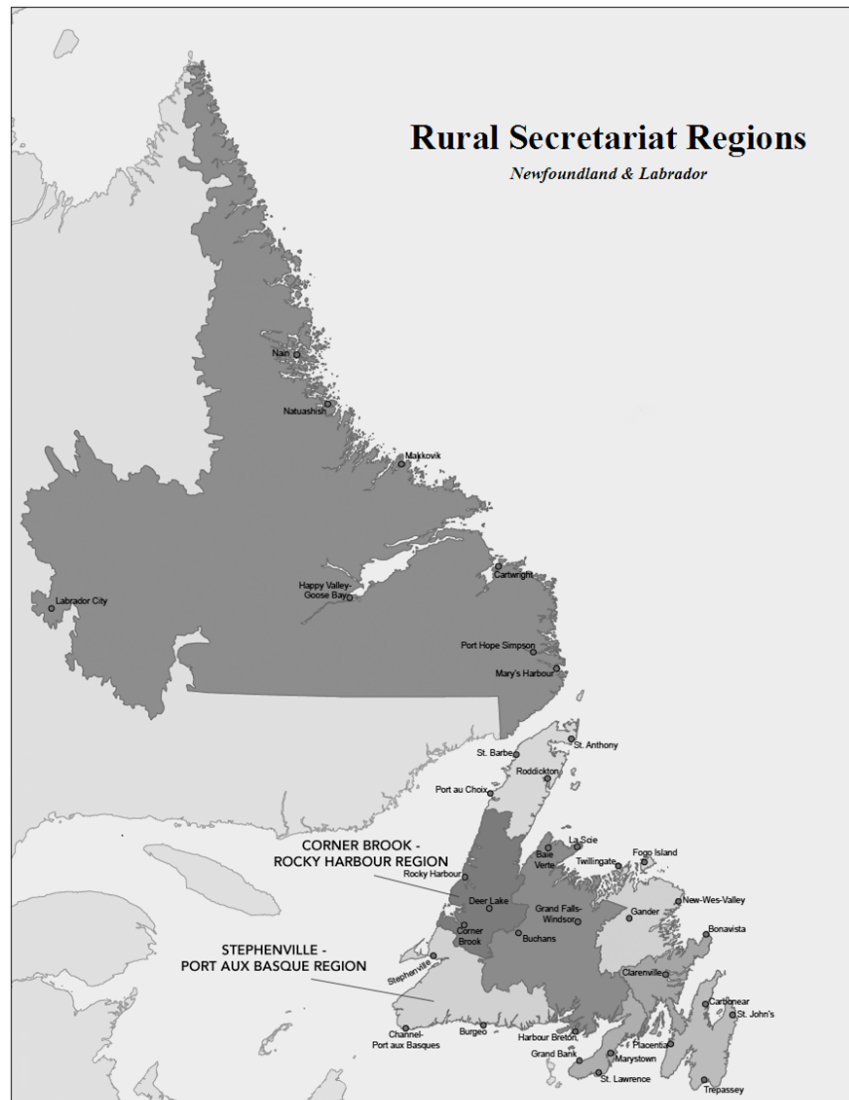 Rural Secretariat Regions
Newfoundland & Labrador
Nain
Natuashish
Makkovik
Cartwright
Happy Valley-
Goose Bay
Labrador City
Port Hope Simpson
Mary's Harbour
St. Anthony
St. Barbe
Roddickton
Port au Choix
CORNER BROOK -
ROCKY HARBOUR REGION
La Scie
Baie
Verte
Twillingate
Fogo Island
Rocky Harbour
Deer Lake
Grand Falls-
Windsor
Gander
New-Wes-Valley
Corner
Brook
Buchans
Bonavista
STEPHENVILLE -
PORT AUX BASQUE REGION
Stephenville
Clarenville
Carbonear
St. John's
Channel-
Port aux Basques
Burgeo
Harbour Breton
Placentia
Grand Bank
Marystown
St. Lawrence
Trepassey